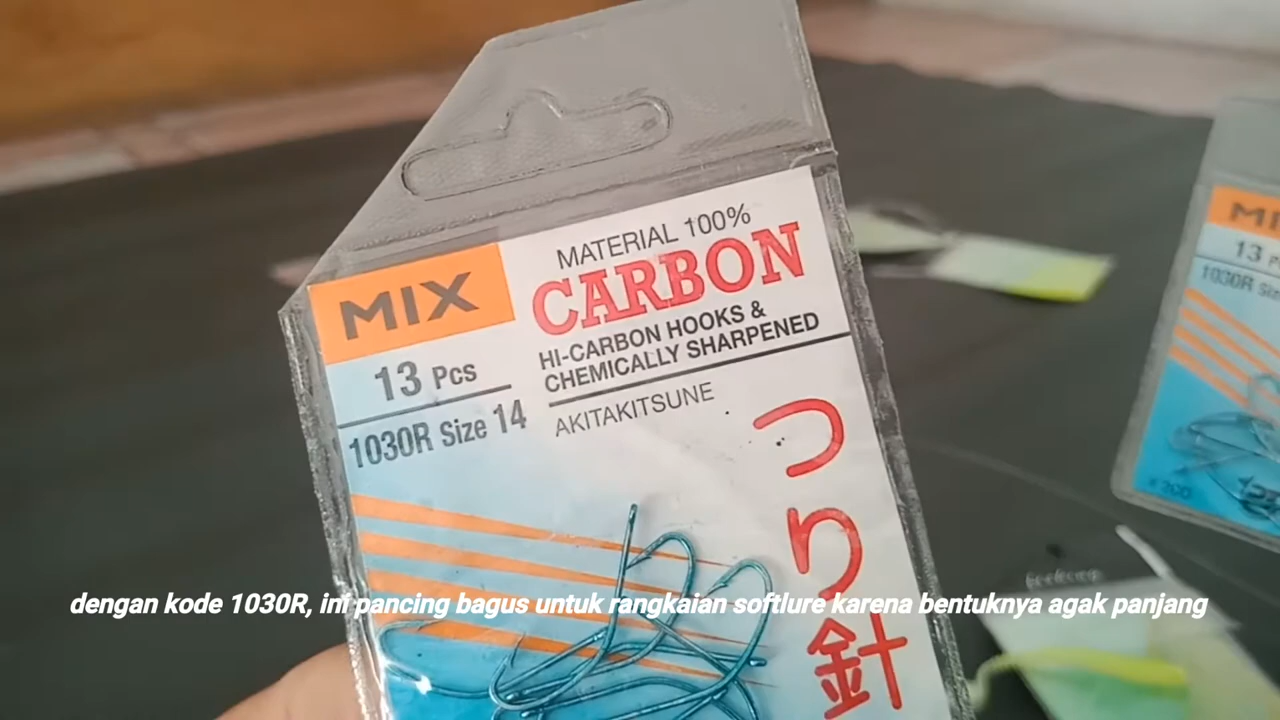 MIX
13 Pcs
1030R Size 14
MATERIAL 100%
CARBON
HI-CARBON HOOKS &
CHEMICALLY SHARPENED
AKITAKITSUNE
つり針
13
1030R
dengan kode 1030R, ini pancing bagus untuk rangkaian softlure karena bentuknya agak panjang